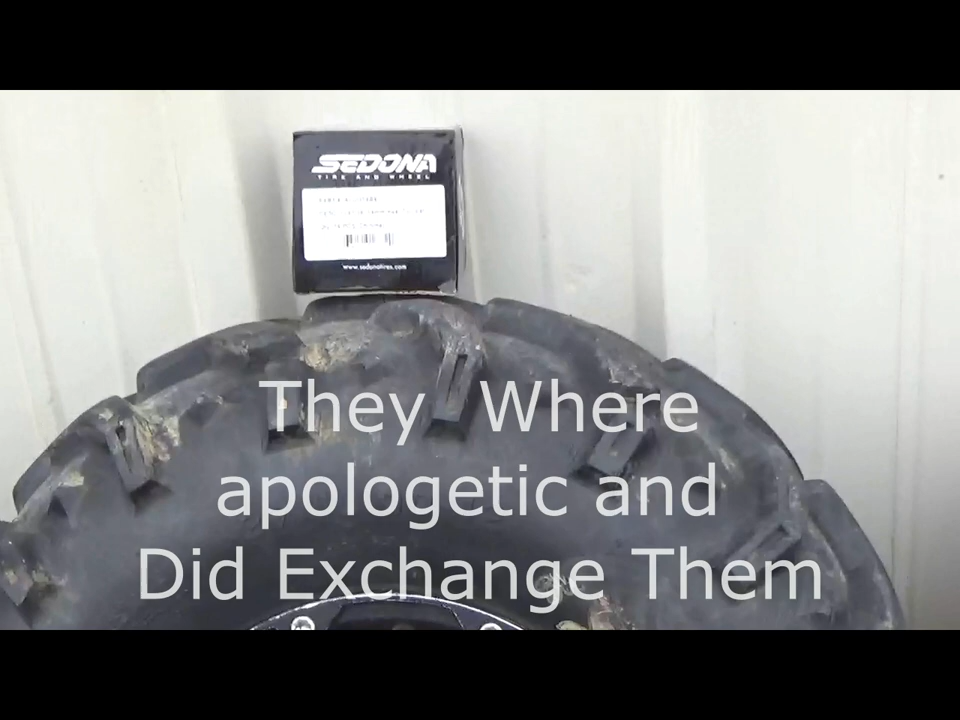 SEDONA
TIRE AND WHEEL
www.sedonatires.com
They Where
apologetic and
Did Exchange Them